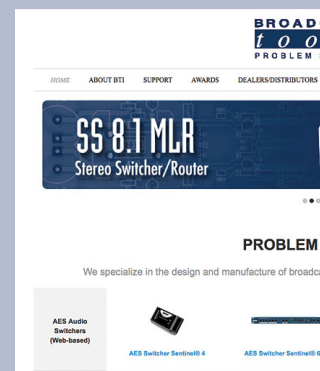 BROAD
t o o
PROBLEM
HOME ABOUT BTI SUPPORT AWARDS DEALERS/DISTRIBUTORS
SS 8.1 MLR
Stereo Switcher/Router
PROBLEM
We specialize in the design and manufacture of broadca
AES Audio
Switchers
(Web-based)
AES Switcher Sentinel® 4 AES Switcher Sentinel® 6